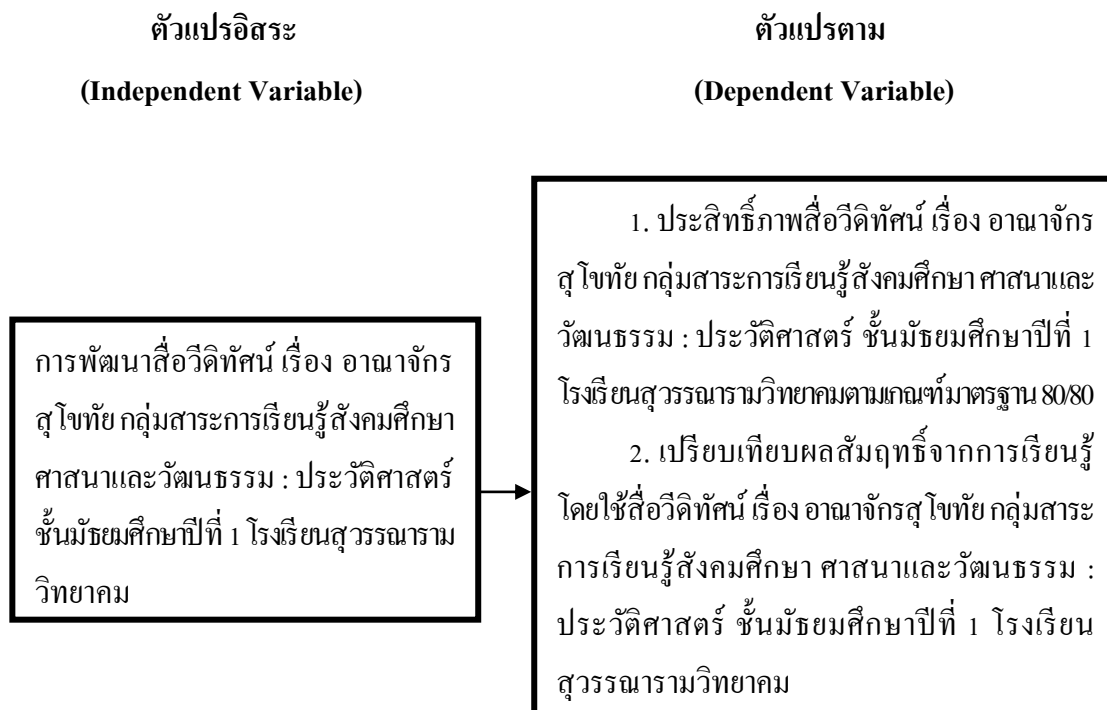 ตัวแปรอิสระ
(Independent Variable)
ตัวแปรตาม
(Dependent Variable)
การพัฒนาสื่อวีดิทัศน์ เรื่อง อาณาจักร
สุโขทัย กลุ่มสาระการเรียนรู้สังคมศึกษา
ศาสนาและวัฒนธรรม : ประวัติศาสตร์
ชั้นมัธยมศึกษาปีที่ 1 โรงเรียนสุวรรณาราม
วิทยาคม
1. ประสิทธิ์ภาพสื่อวีดิทัศน์ เรื่อง อาณาจักร
สุโขทัย กลุ่มสาระการเรียนรู้สังคมศึกษา ศาสนาและ
วัฒนธรรม : ประวัติศาสตร์ ชั้นมัธยมศึกษาปีที่ 1
โรงเรียนสุวรรณารามวิทยาคมตามเกณฑ์มาตรฐาน 80/80
2. เปรียบเทียบผลสัมฤทธิ์จากการเรียนรู้
โดยใช้สื่อวีดิทัศน์ เรื่อง อาณาจักรสุโขทัย กลุ่มสาระ
การเรียนรู้สังคมศึกษา ศาสนาและวัฒนธรรม :
ประวัติศาสตร์ ชั้นมัธยมศึกษาปีที่ 1 โรงเรียน
สุวรรณารามวิทยาคม